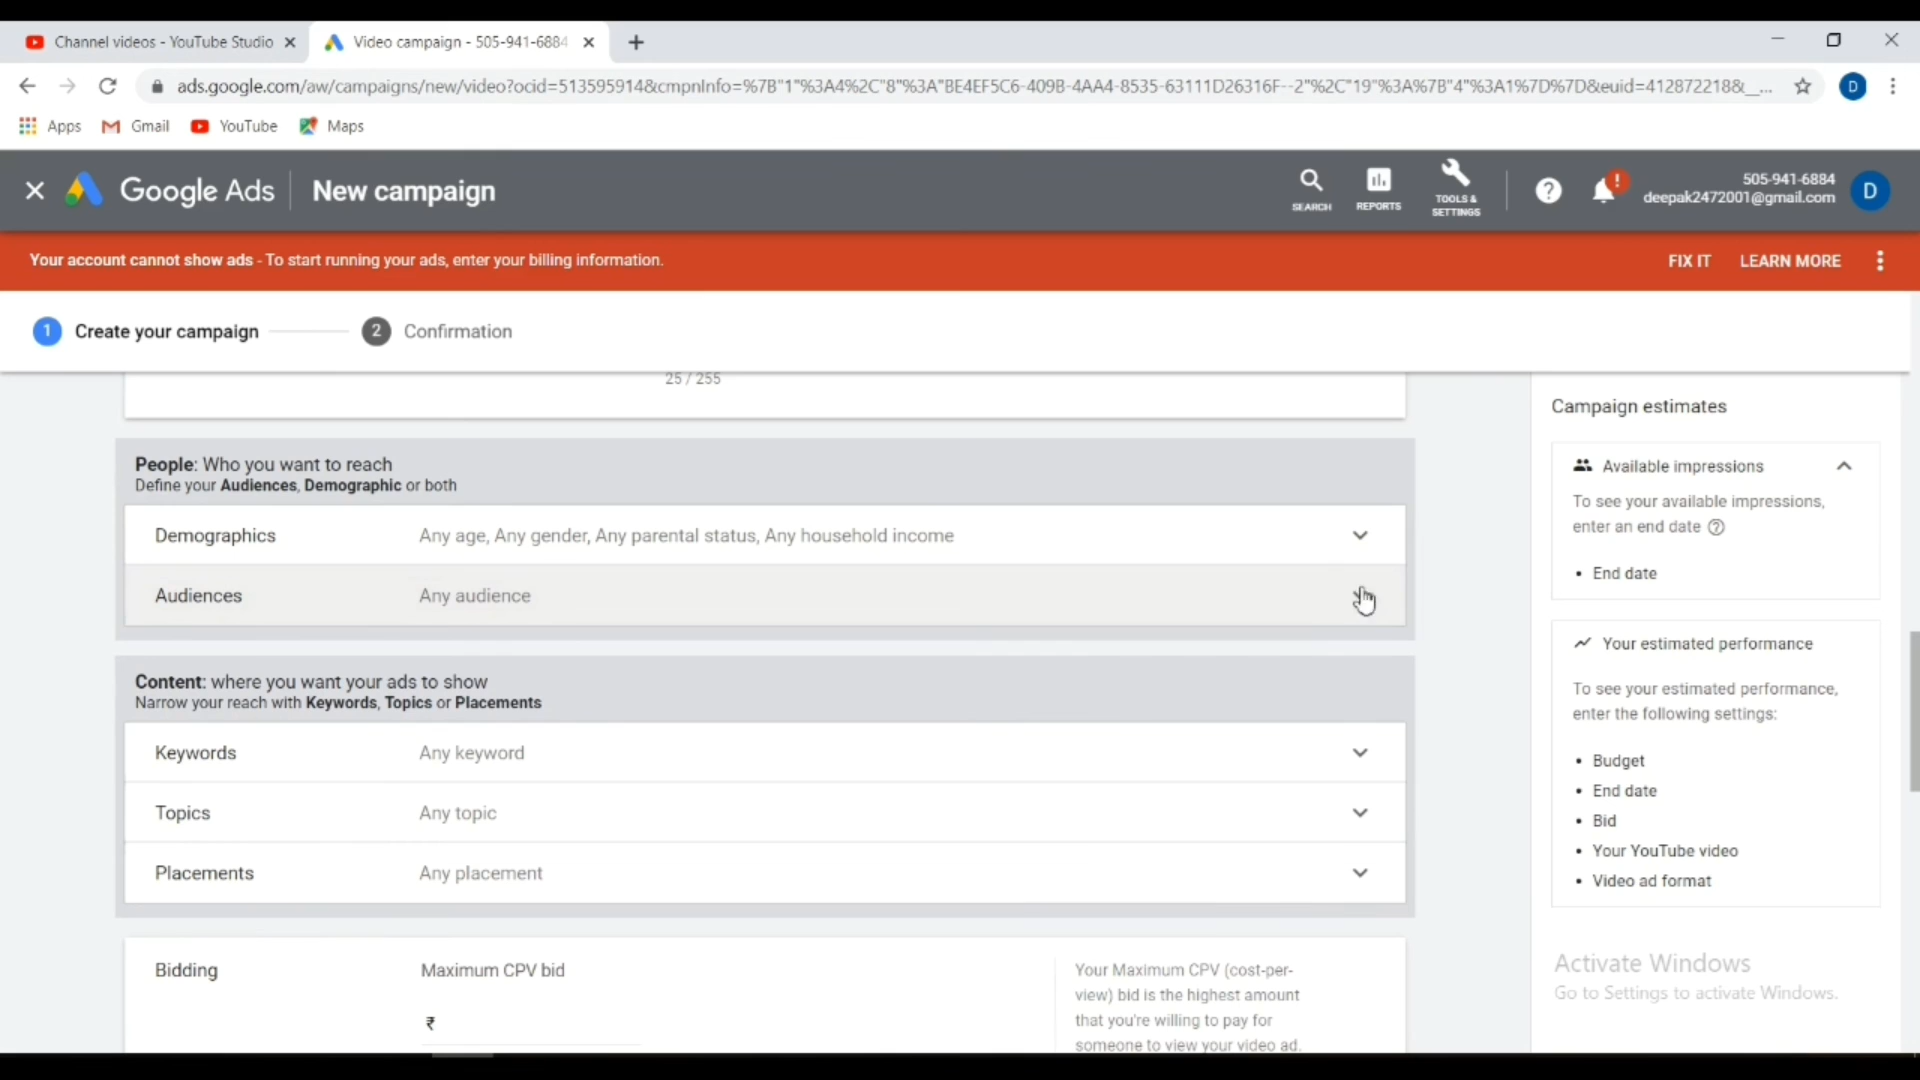 Channel videos - YouTube Studio
Video campaign - 505-941-6884
ads.google.com/aw/campaigns/new/video?ocid=513595914&cmpnInfo=%7B"1"%3A4%2C"8"%3A"BE4EF5C6-409B-4AA4-8535-63111D26316F--2"%2C"19"%3A%7B"4"%3A1%7D%7D&euid=412872218&__...
D
Apps
Gmail
YouTube
Maps
Google Ads
New campaign
SEARCH
REPORTS
TOOLS &
SETTINGS
505-941-6884
deepak2472001@gmail.com
D
Your account cannot show ads - To start running your ads, enter your billing information.
FIX IT
LEARN MORE
1 Create your campaign
2 Confirmation
25 / 255
People: Who you want to reach
Define your Audiences, Demographic or both
Demographics Any age, Any gender, Any parental status, Any household income
Audiences Any audience
Content: where you want your ads to show
Narrow your reach with Keywords, Topics or Placements
Keywords Any keyword
Topics Any topic
Placements Any placement
Bidding
Maximum CPV bid
₹
Your Maximum CPV (cost-per-
view) bid is the highest amount
that you're willing to pay for
someone to view your video ad.
Campaign estimates
Available impressions
To see your available impressions,
enter an end date ?
• End date
Your estimated performance
To see your estimated performance,
enter the following settings:
• Budget
• End date
• Bid
• Your YouTube video
• Video ad format
Activate Windows
Go to Settings to activate Windows.